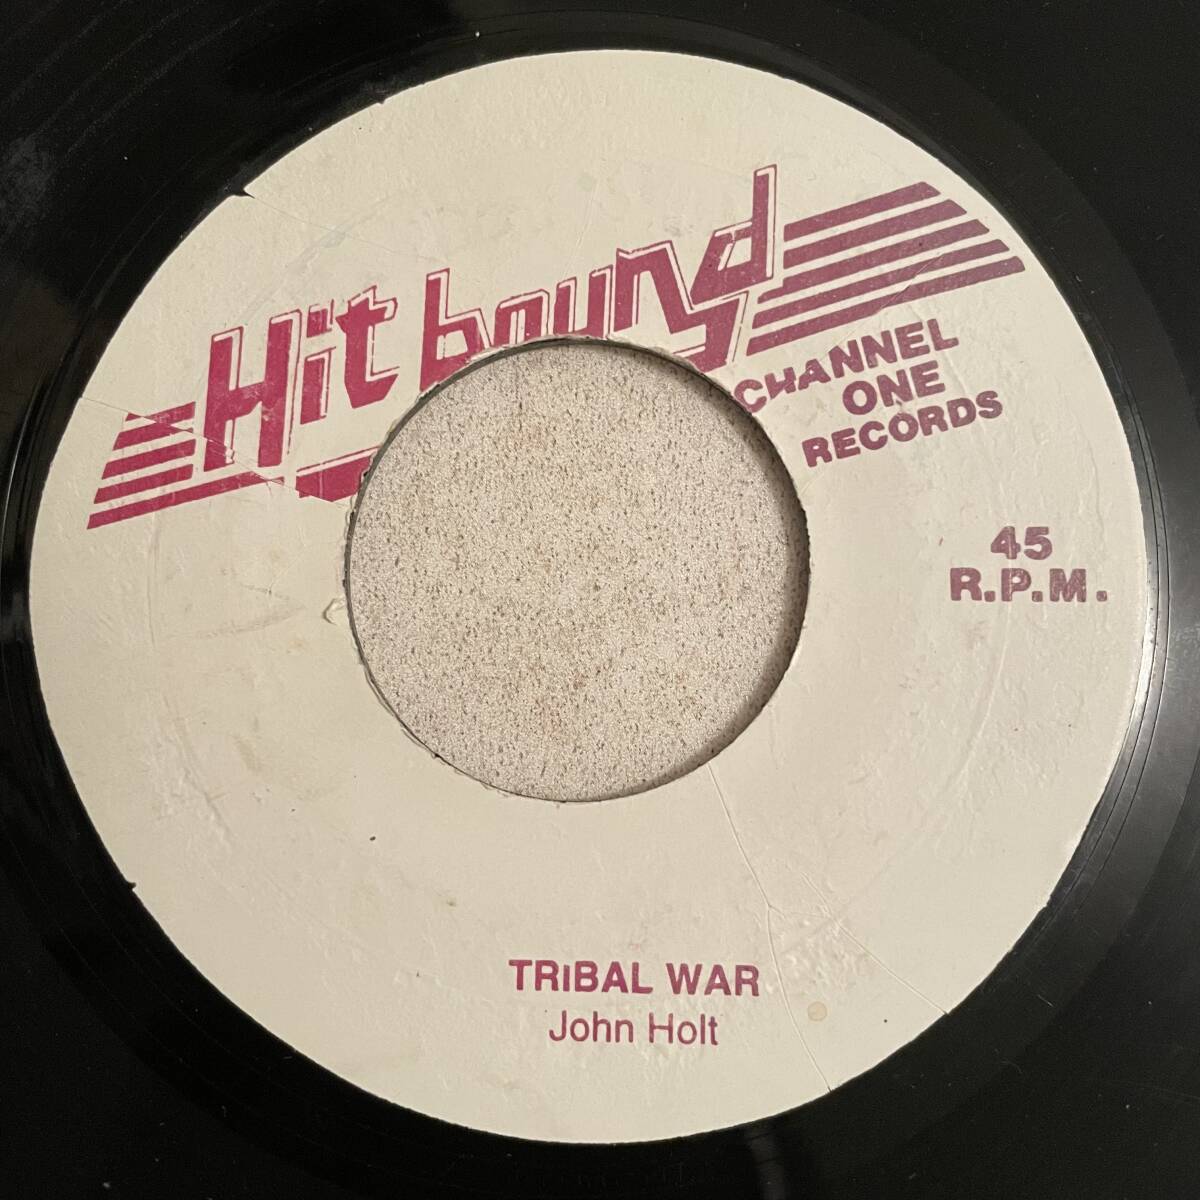 Hit bound
CHANNEL
ONE
RECORDS
45
R.P.M.
TRIBAL WAR
John Holt